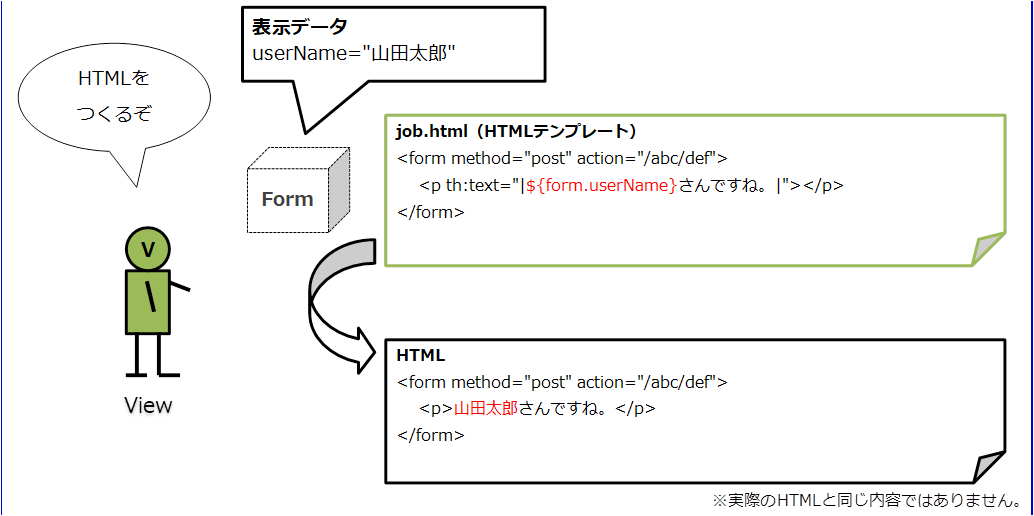 表示データ
userName="山田太郎"
HTMLを
つくるぞ
job.html（HTMLテンプレート）
<form method="post" action="/abc/def">
<p th:text="|${form.userName}さんですね。|"></p>
</form>
Form
V
View
HTML
<form method="post" action="/abc/def">
<p>山田太郎さんですね。</p>
</form>
※実際のHTMLと同じ内容ではありません。